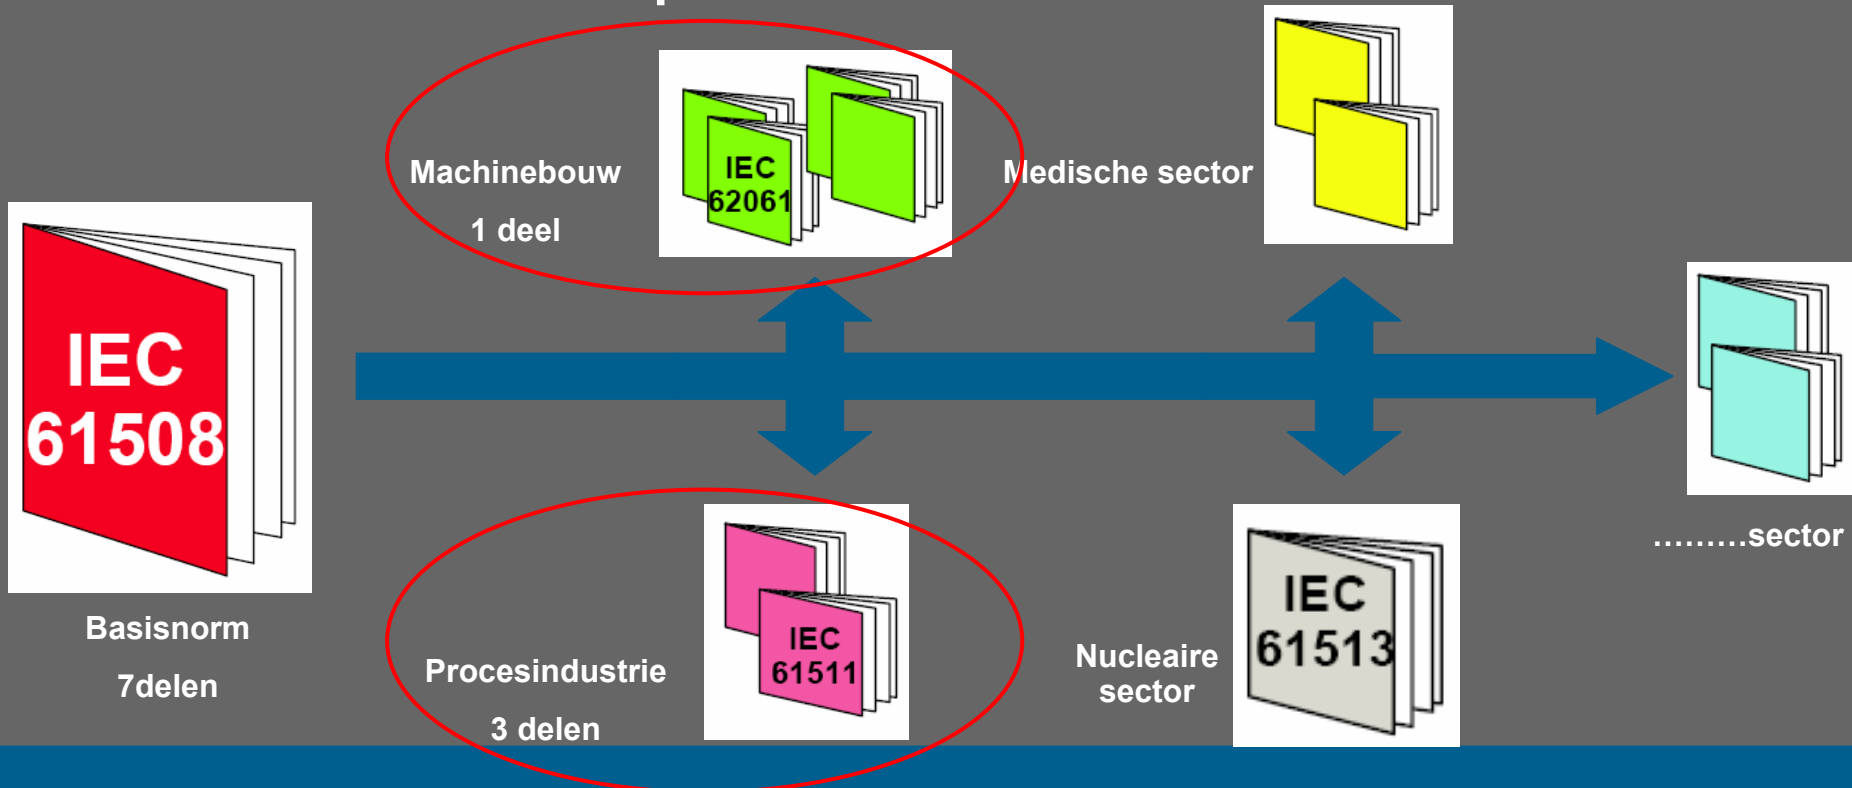 Machinebouw
1 deel
IEC
62061
Medische sector
IEC
61508
Basisnorm
7delen
.........sector
Procesindustrie
3 delen
IEC
61511
Nucleaire
sector
IEC
61513